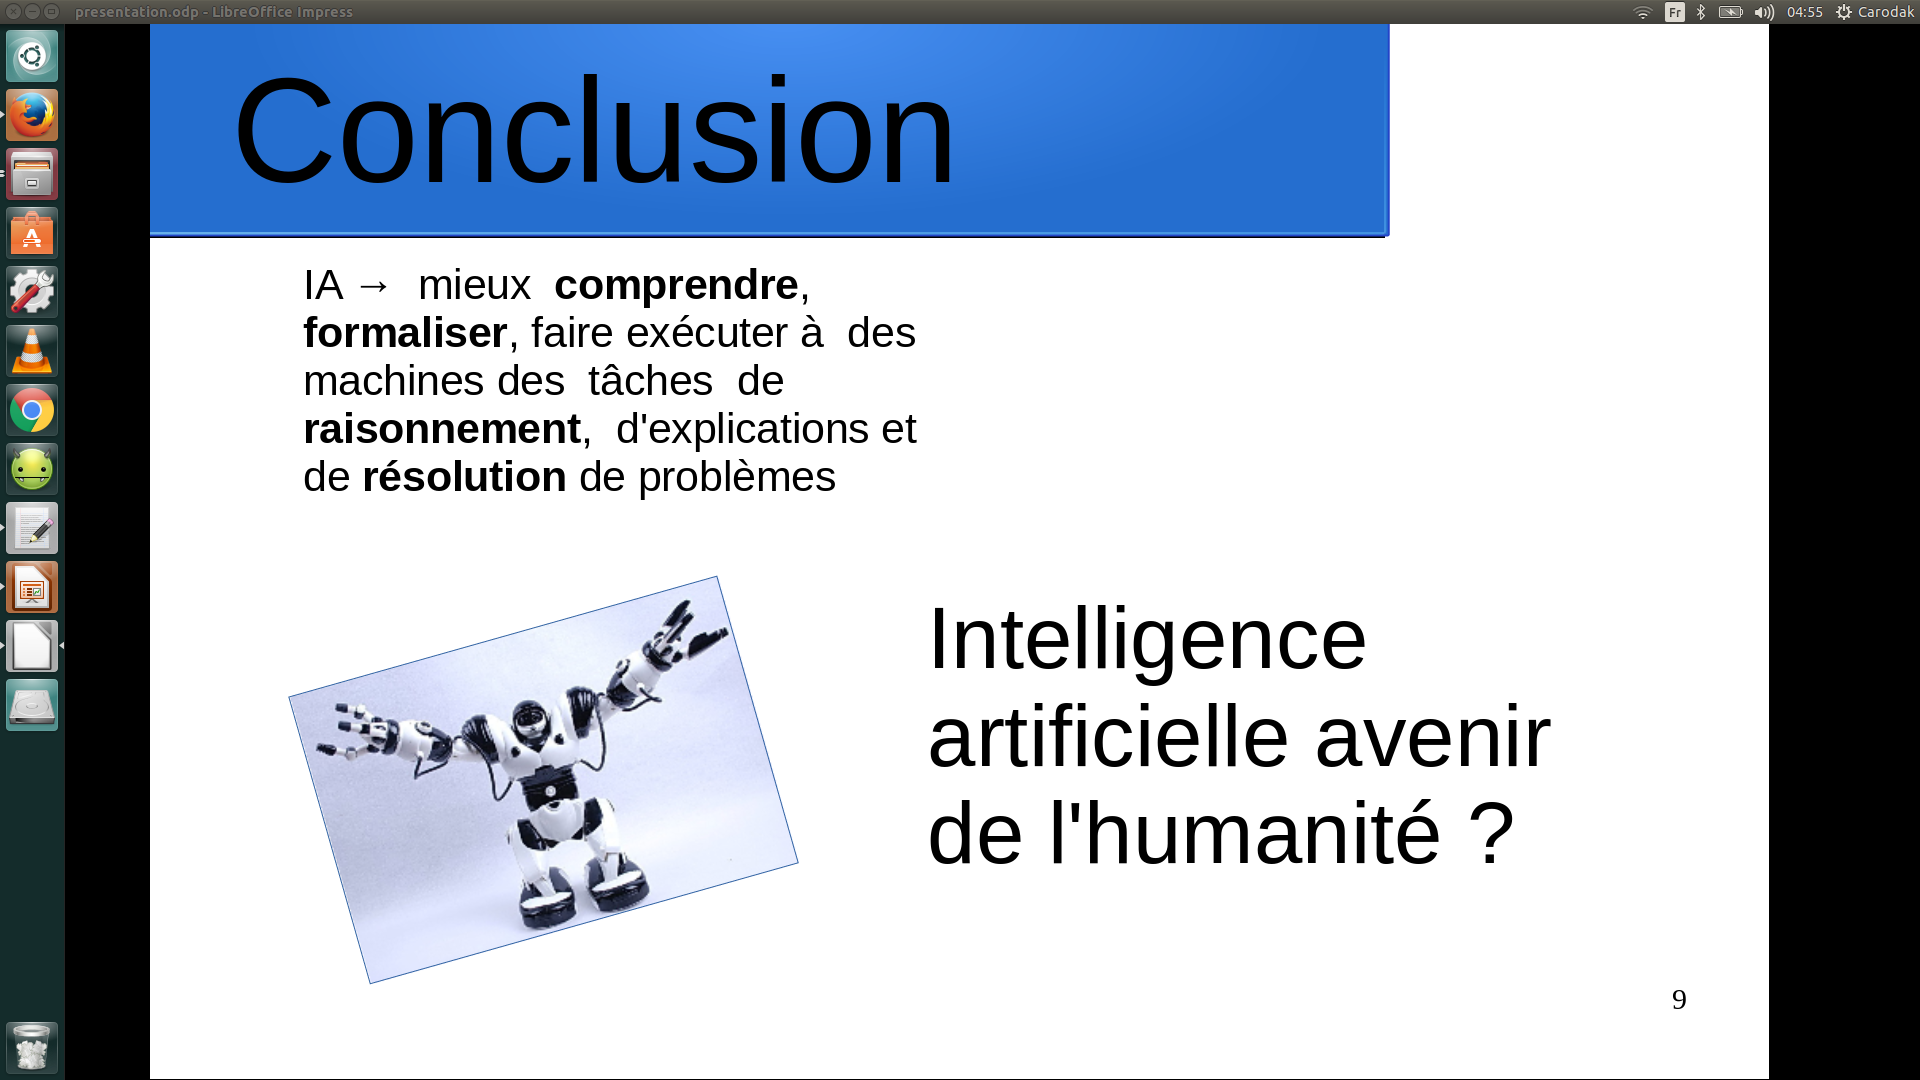 presentation.odp - LibreOffice Impress
Fr
04:55
Carodak
Conclusion
IA → mieux comprendre,
formaliser, faire exécuter à des
machines des tâches de
raisonnement, d'explications et
de résolution de problèmes
Intelligence
artificielle avenir
de l'humanité ?
9